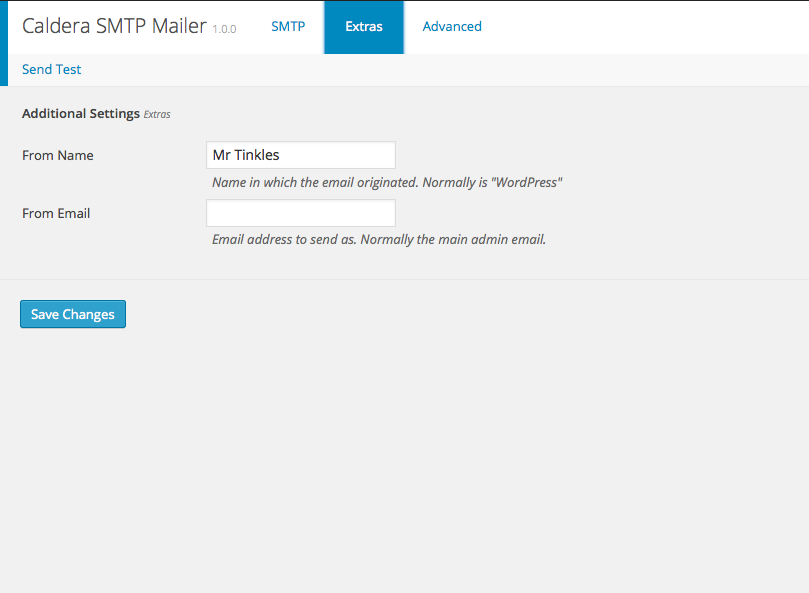 Caldera SMTP Mailer 1.0.0 SMTP Extras Advanced
Send Test
Additional Settings Extras
From Name Mr Tinkles
Name in which the email originated. Normally is "WordPress"
From Email
Email address to send as. Normally the main admin email.
Save Changes